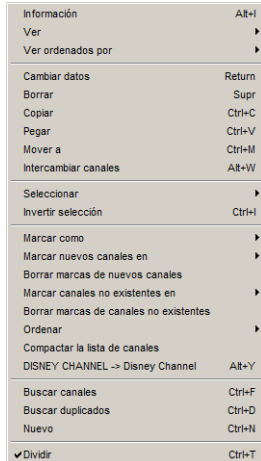 Información Alt+I
Ver
Ver ordenados por
Cambiar datos Return
Borrar Supr
Copiar Ctrl+C
Pegar Ctrl+V
Mover a Ctrl+M
Intercambiar canales Alt+W
Seleccionar
Invertir selección Ctrl+I
Marcar como
Marcar nuevos canales en
Borrar marcas de nuevos canales
Marcar canales no existentes en
Borrar marcas de canales no existentes
Ordenar
Compactar la lista de canales
DISNEY CHANNEL -> Disney Channel Alt+Y
Buscar canales Ctrl+F
Buscar duplicados Ctrl+D
Nuevo Ctrl+N
Dividir Ctrl+T